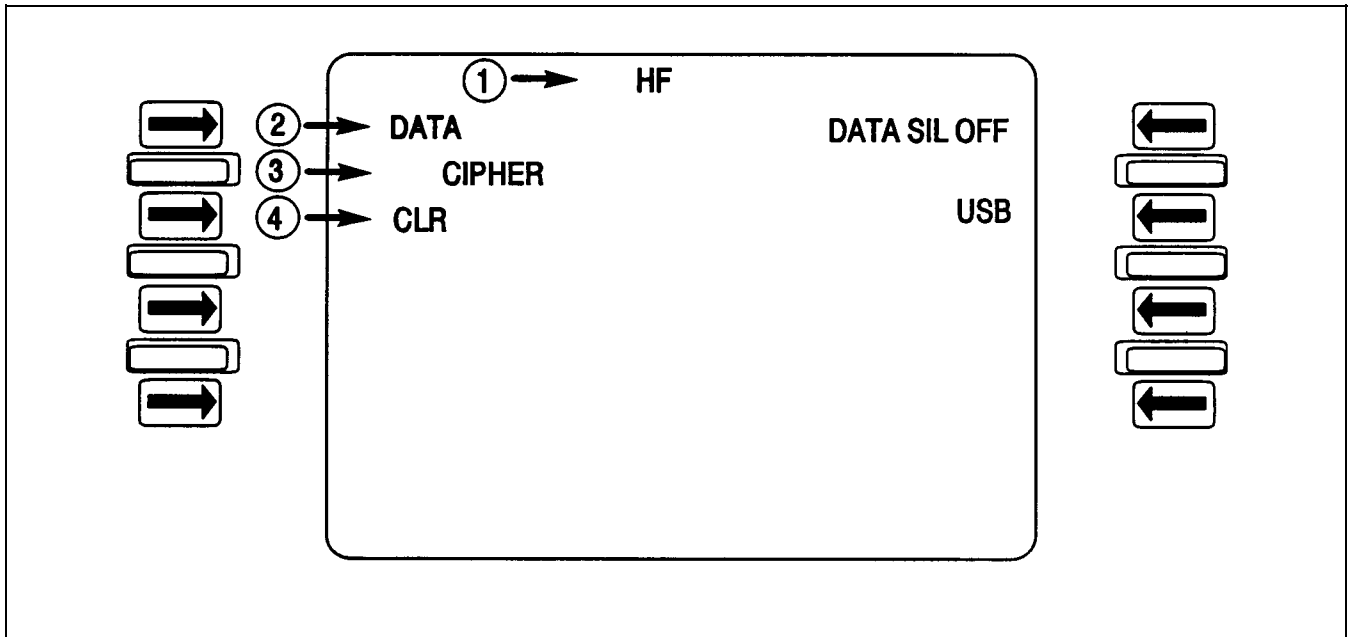 ① HF
② DATA DATA SIL OFF
③ CIPHER
④ CLR USB